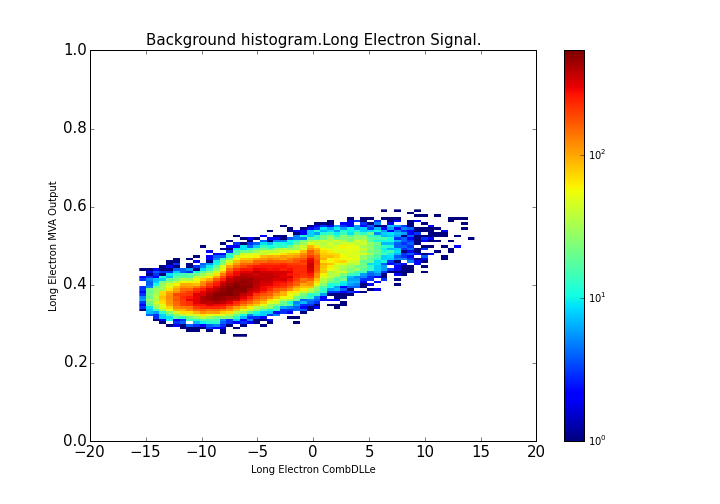 Background histogram.Long Electron Signal.
1.0
0.8
0.6
0.4
0.2
0.0
Long Electron MVA Output
−20 −15 −10 −5 0 5 10 15 20
Long Electron CombDLLe
10²
10¹
10⁰